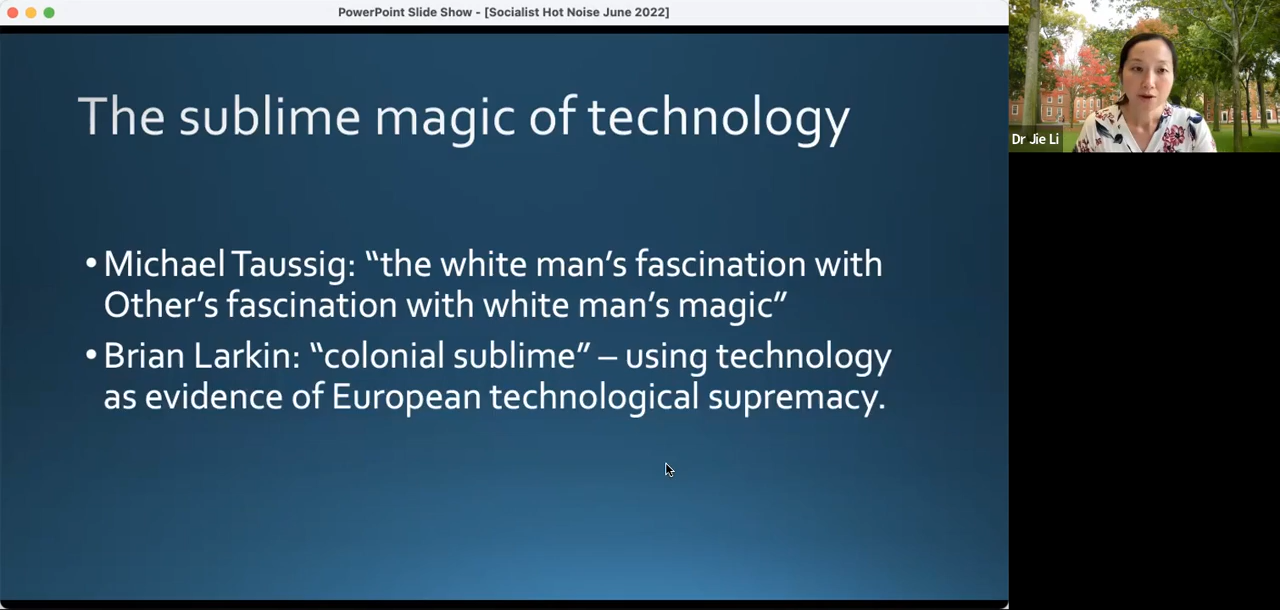 PowerPoint Slide Show - [Socialist Hot Noise June 2022]
The sublime magic of technology
•Michael Taussig: “the white man’s fascination with
Other’s fascination with white man’s magic”
•Brian Larkin: “colonial sublime” – using technology
as evidence of European technological supremacy.
Dr Jie Li